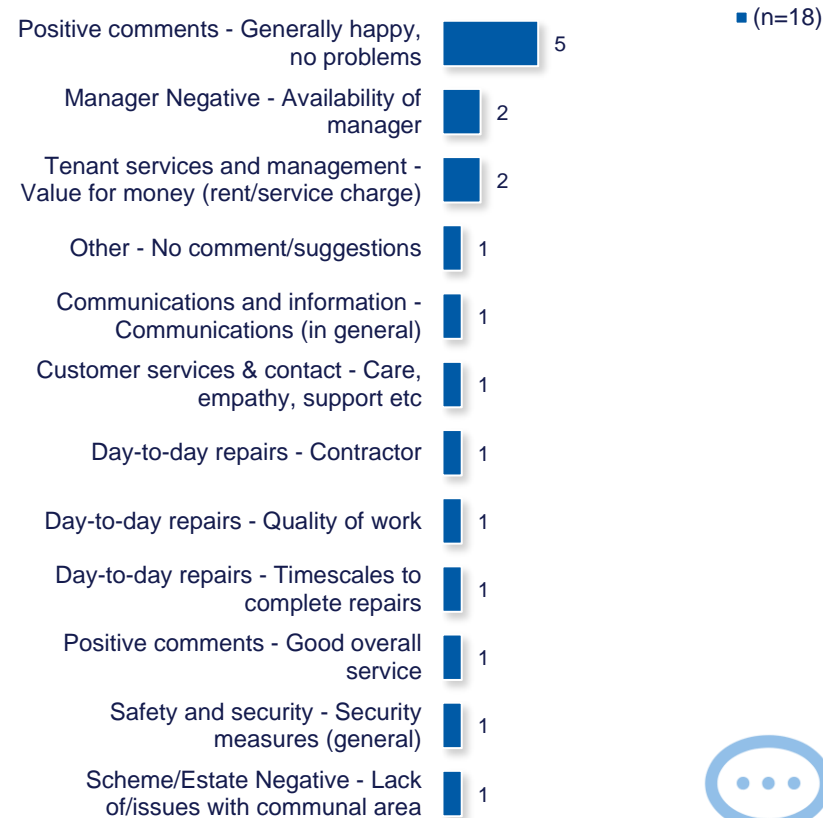 (n=18)
Positive comments - Generally happy,
no problems
5
Manager Negative - Availability of
manager
2
Tenant services and management -
Value for money (rent/service charge)
2
Other - No comment/suggestions
1
Communications and information -
Communications (in general)
1
Customer services & contact - Care,
empathy, support etc
1
Day-to-day repairs - Contractor
1
Day-to-day repairs - Quality of work
1
Day-to-day repairs - Timescales to
complete repairs
1
Positive comments - Good overall
service
1
Safety and security - Security
measures (general)
1
Scheme/Estate Negative - Lack
of/issues with communal area
1